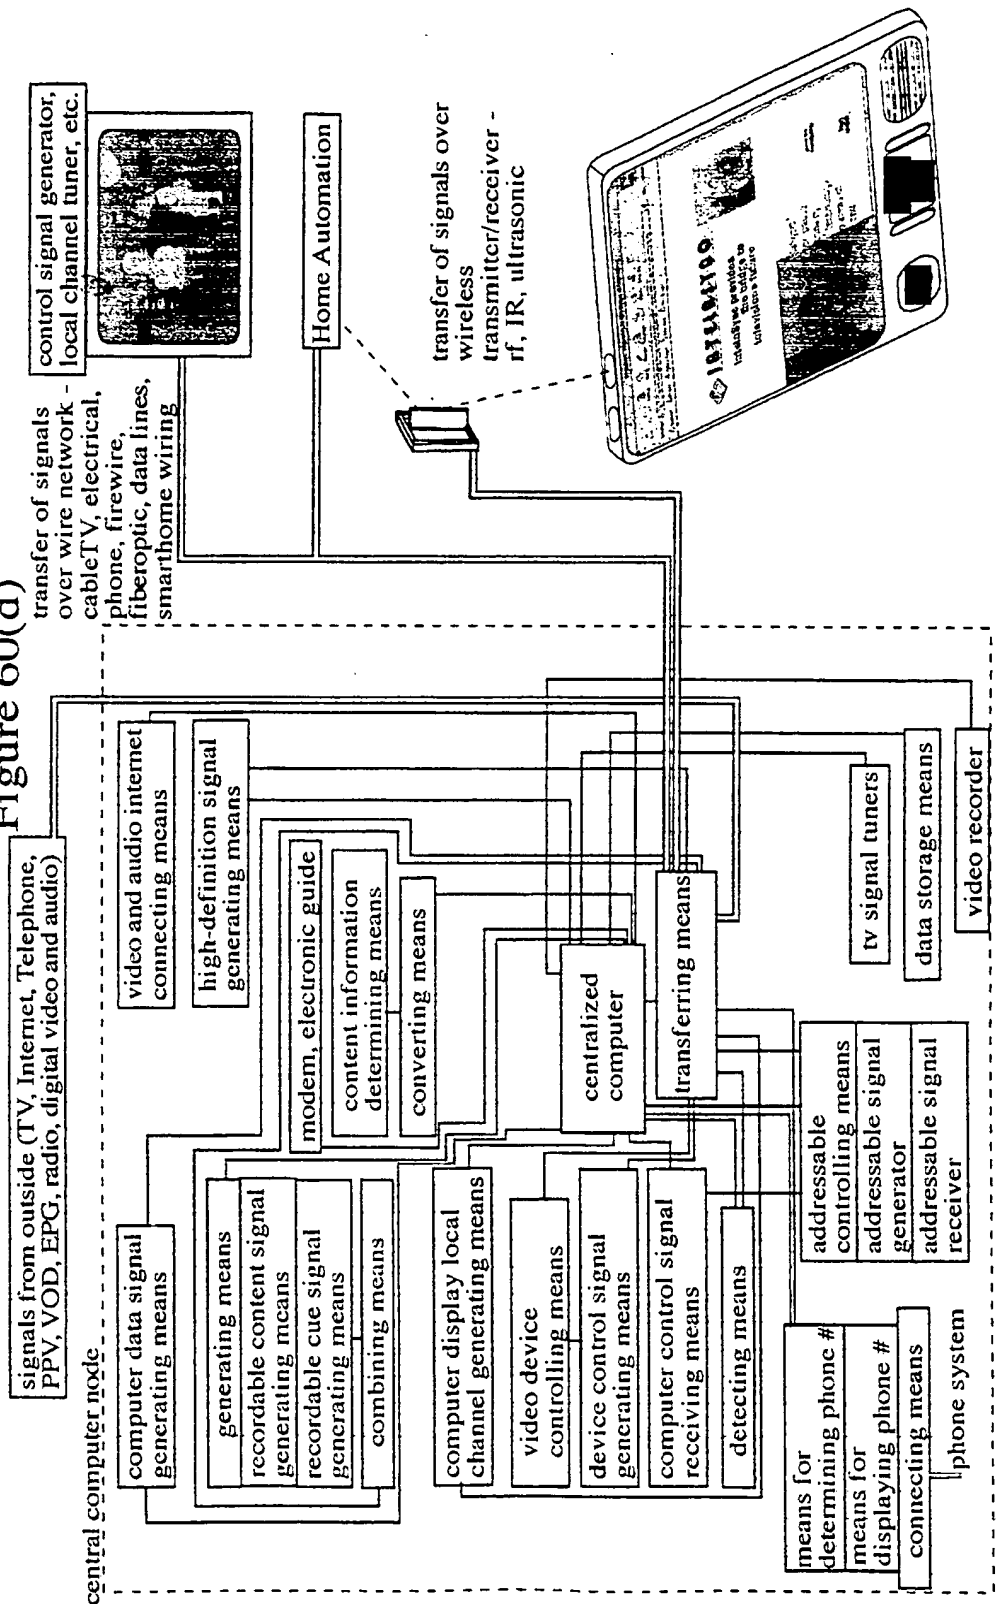 Figure 60(d)
signals from outside (TV, Internet, Telephone,
PPV, VOD, EPG, radio, digital video and audio)
central computer node
computer data signal
generating means
generating means
recordable content signal
generating means
recordable cue signal
generating means
combining means
computer display local
channel generating means
video device
controlling means
device control signal
generating means
computer control signal
receiving means
detecting means
means for
determining phone #
means for
displaying phone #
connecting means
phone system
video and audio internet
connecting means
high-definition signal
generating means
modem, electronic guide
content information
determining means
converting means
centralized
computer
transferring means
addressable
controlling means
addressable signal
generator
addressable signal
receiver
tv signal tuners
data storage means
video recorder
transfer of signals
over wire network -
cableTV, electrical,
phone, firewire,
fiberoptic, data lines,
smarthome wiring
control signal generator,
local channel tuner, etc.
Home Automation
transfer of signals over
wireless
transmitter/receiver -
rf, IR, ultrasonic
provides
the bridge to
television's future